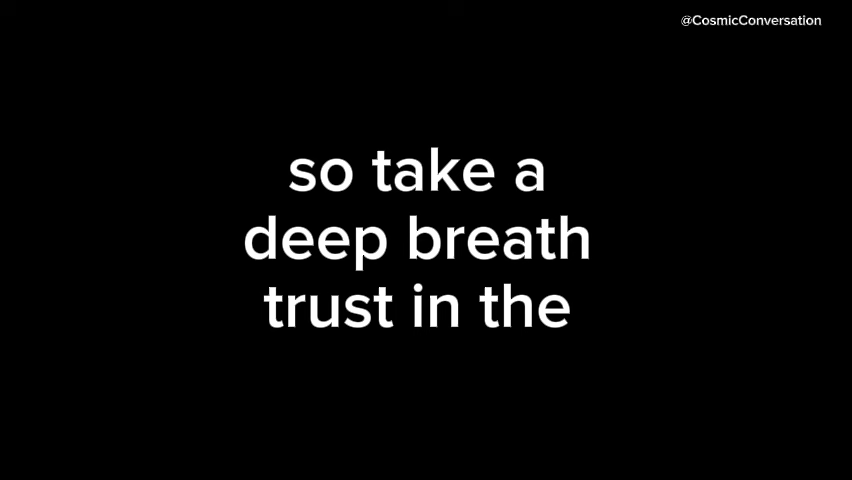 @CosmicConversation
so take a
deep breath
trust in the